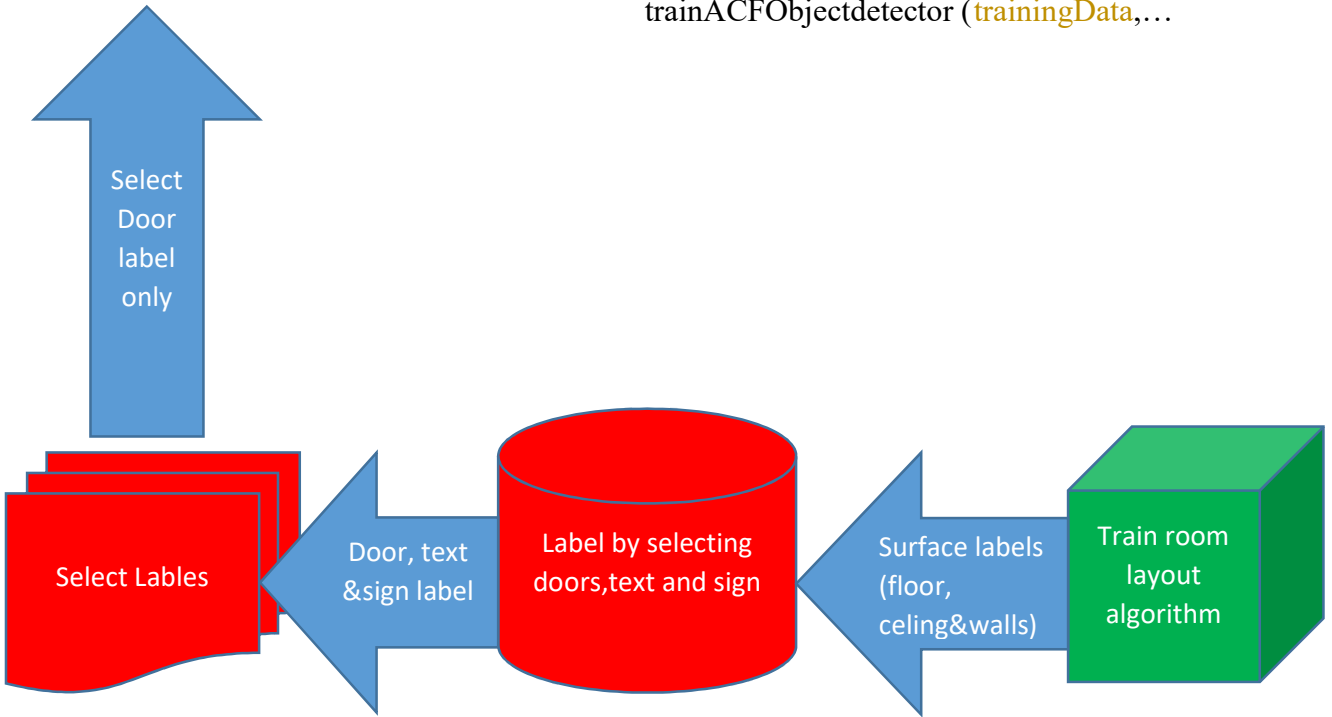 trainACFObjectdetector (trainingData,…
Select
Door
label
only
Select Lables
Door, text
&sign label
Label by selecting
doors,text and sign
Surface labels
(floor,
celing&walls)
Train room
layout
algorithm